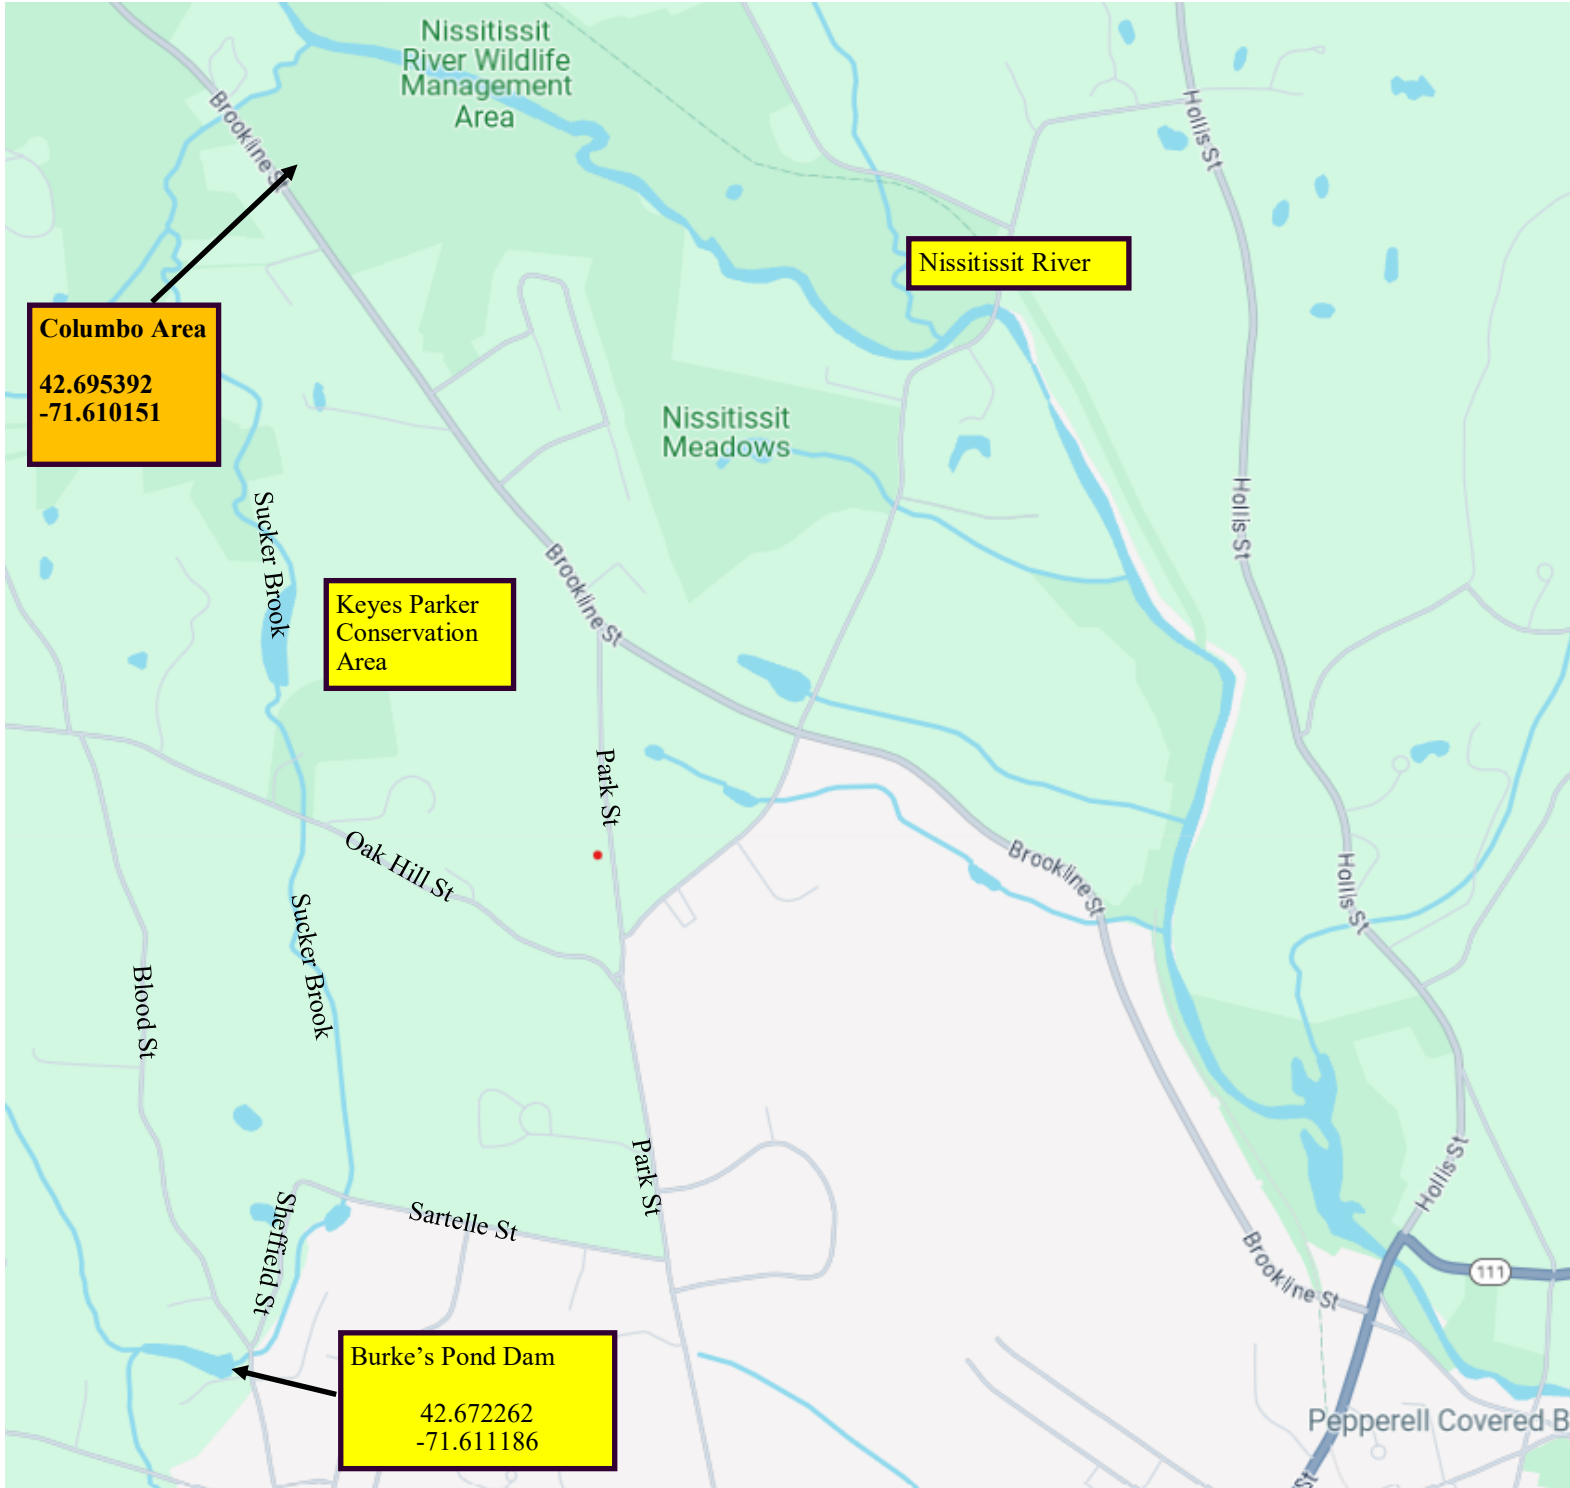 Nissitissit
River Wildlife
Management
Area
Brookline St
Hollis St
Nissitissit River
Columbo Area
42.695392
-71.610151
Nissitissit
Meadows
Hollis St
Sucker Brook
Brookline St
Keyes Parker
Conservation
Area
Park St
Oak Hill St
Brookline St
Hollis St
Sucker Brook
Blood St
Park St
Hollis St
Sheffield St
Sartelle St
Brookline St
111
Burke’s Pond Dam
42.672262
-71.611186
Pepperell Covered B
St